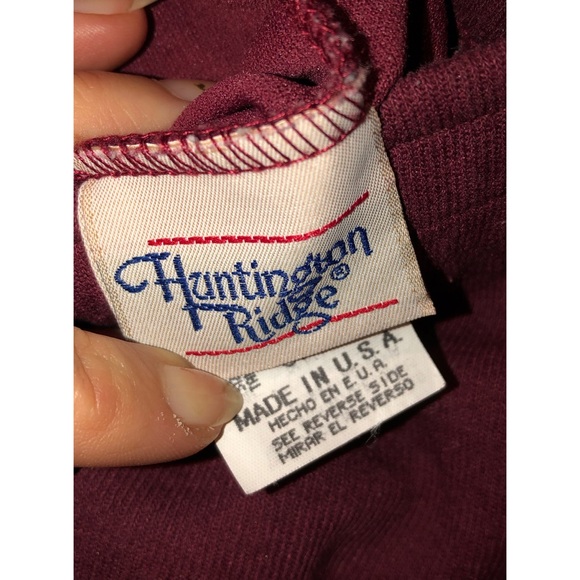 Huntington
Ridge®
MADE IN U.S.A.
HECHO EN E.U.A.
SEE REVERSE SIDE
MIRAR EL REVERSO